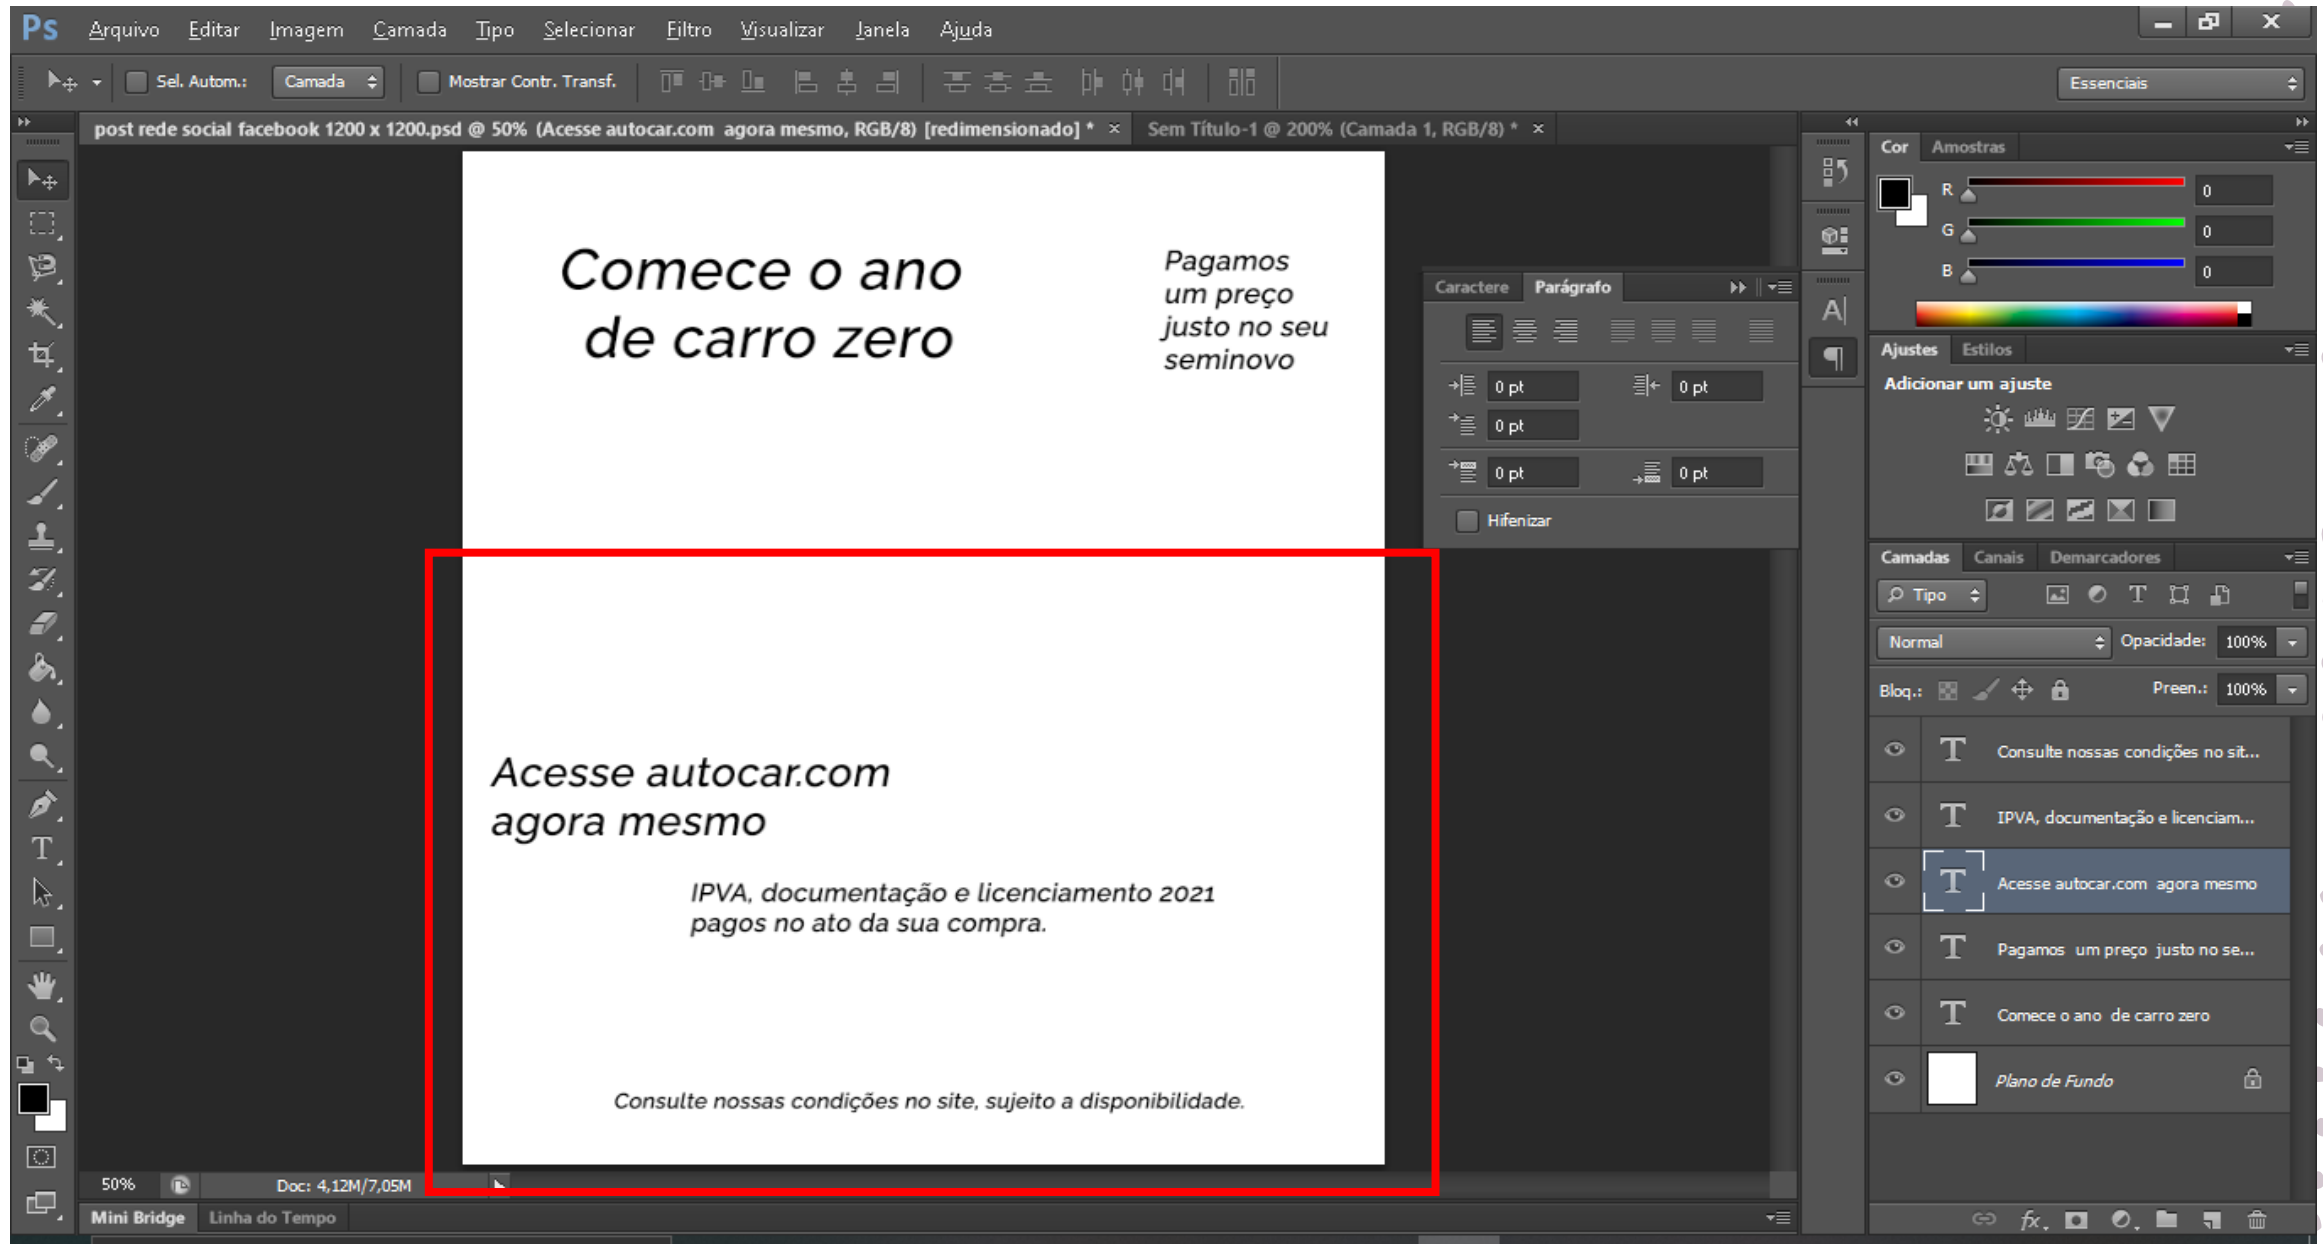 Ps Arquivo Editar Imagem Camada Tipo Selecionar Filtro Visualizar Janela Ajuda
Sel. Autom.: Camada Mostrar Contr. Transf. Essenciais
post rede social facebook 1200 x 1200.psd @ 50% (Acesse autocar.com agora mesmo, RGB/8) [redimensionado] * × Sem Título-1 @ 200% (Camada 1, RGB/8) * ×
Comece o ano
de carro zero
Pagamos
um preço
justo no seu
seminovo
Acesse autocar.com
agora mesmo
IPVA, documentação e licenciamento 2021
pagos no ato da sua compra.
Consulte nossas condições no site, sujeito a disponibilidade.
Caractere Parágrafo
0 pt 0 pt
0 pt
0 pt 0 pt
Hifenizar
Cor Amostras
R 0
G 0
B 0
Ajustes Estilos
Adicionar um ajuste
Camadas Canais Demarcadores
Tipo
Normal Opacidade: 100%
Bloq.: Preen.: 100%
Consulte nossas condições no sit...
IPVA, documentação e licenciam...
Acesse autocar.com agora mesmo
Pagamos um preço justo no se...
Comece o ano de carro zero
Plano de Fundo
50% Doc: 4,12M/7,05M
Mini Bridge Linha do Tempo
fx